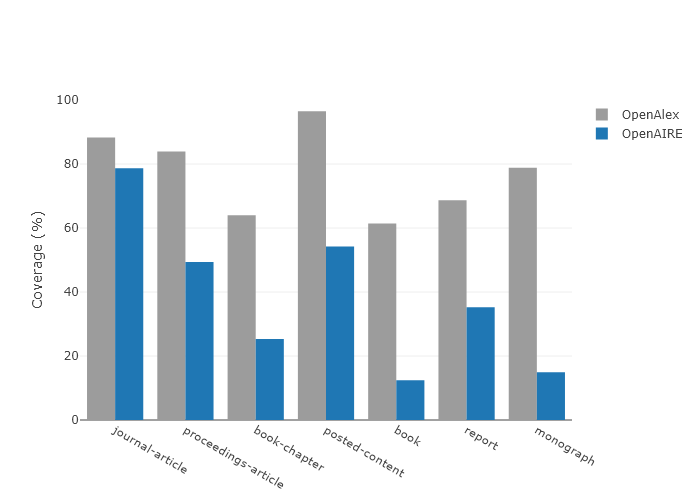 100
80
60
40
20
0
Coverage (%)
journal-article
proceedings-article
book-chapter
posted-content
book
report
monograph
OpenAlex
OpenAIRE